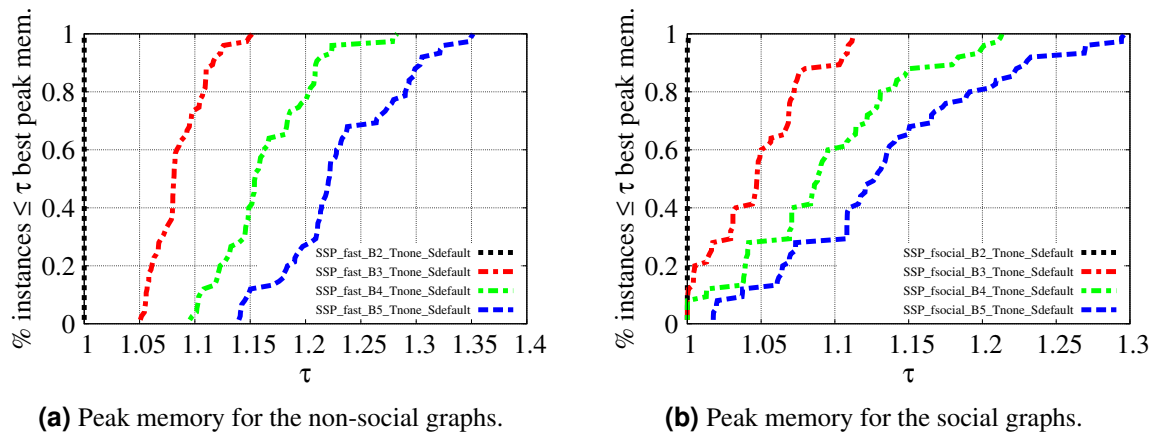 % instances ≤ τ best peak mem.
1
0.8
0.6
0.4
0.2
0
SSP_fast_B2_Tnone_Sdefault
SSP_fast_B3_Tnone_Sdefault
SSP_fast_B4_Tnone_Sdefault
SSP_fast_B5_Tnone_Sdefault
1 1.05 1.1 1.15 1.2 1.25 1.3 1.35 1.4
τ
(a) Peak memory for the non-social graphs.
% instances ≤ τ best peak mem.
1
0.8
0.6
0.4
0.2
0
SSP_fsocial_B2_Tnone_Sdefault
SSP_fsocial_B3_Tnone_Sdefault
SSP_fsocial_B4_Tnone_Sdefault
SSP_fsocial_B5_Tnone_Sdefault
1 1.05 1.1 1.15 1.2 1.25 1.3
τ
(b) Peak memory for the social graphs.